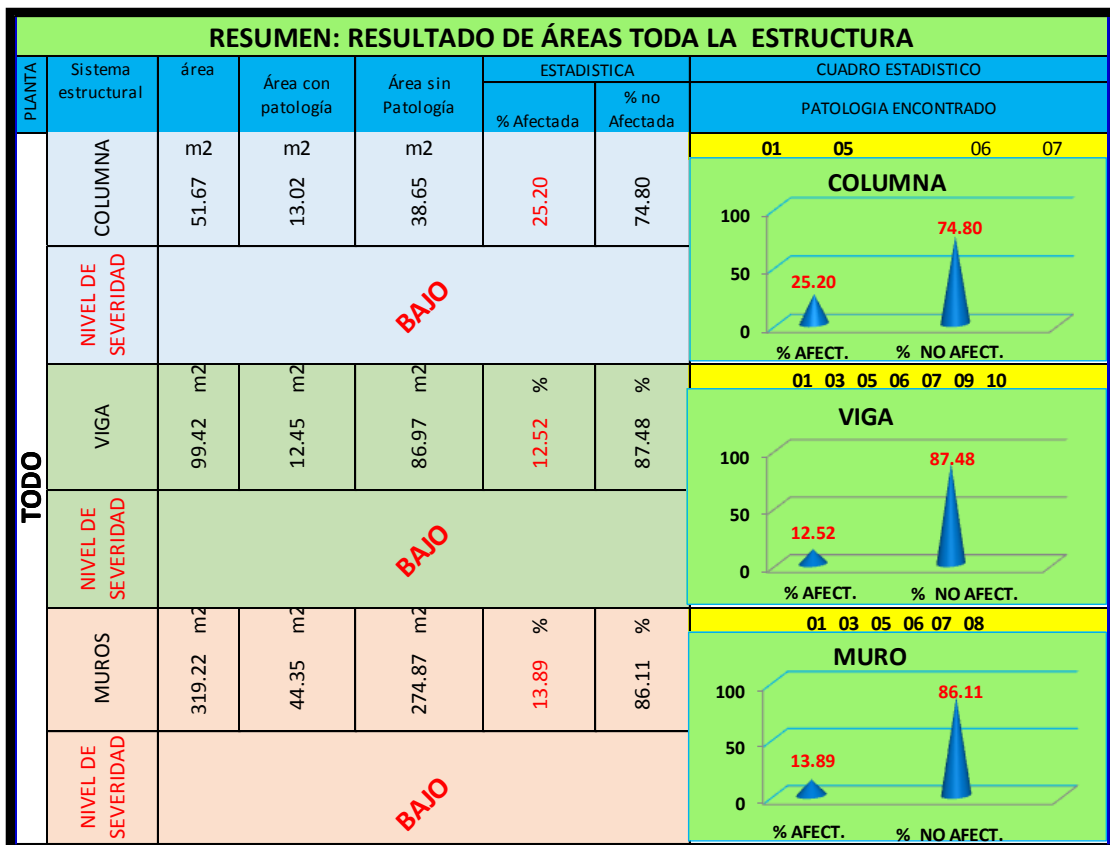 RESUMEN: RESULTADO DE ÁREAS TODA LA ESTRUCTURA
PLANTA
Sistema estructural
área
Área con patología
Área sin Patología
ESTADISTICA
% Afectada
% no Afectada
CUADRO ESTADISTICO
PATOLOGIA ENCONTRADO
TODO
COLUMNA
m2
m2
m2
51.67
13.02
38.65
25.20
74.80
01 05 06 07
COLUMNA
100
50
0
25.20
74.80
% AFECT.
% NO AFECT.
NIVEL DE SEVERIDAD
BAJO
VIGA
99.42 m2
12.45 m2
86.97 m2
12.52 %
87.48 %
01 03 05 06 07 09 10
VIGA
100
50
0
12.52
87.48
% AFECT.
% NO AFECT.
NIVEL DE SEVERIDAD
BAJO
MUROS
319.22 m2
44.35 m2
274.87 m2
13.89 %
86.11 %
01 03 05 06 07 08
MURO
100
50
0
13.89
86.11
% AFECT.
% NO AFECT.
NIVEL DE SEVERIDAD
BAJO